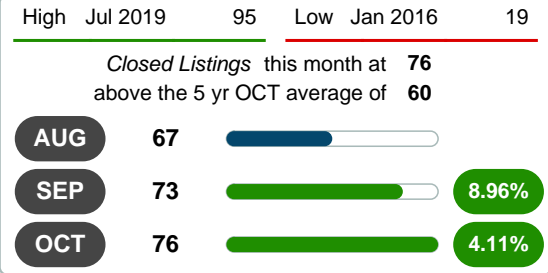 High Jul 2019 95 Low Jan 2016 19
Closed Listings this month at 76
above the 5 yr OCT average of 60
AUG 67
SEP 73 8.96%
OCT 76 4.11%